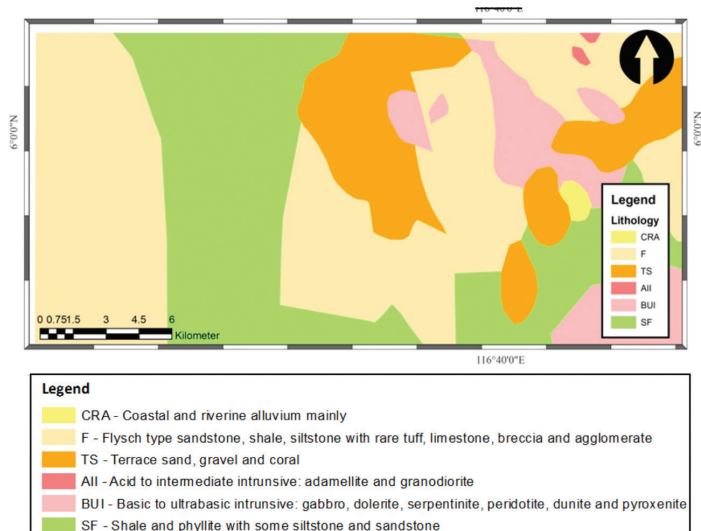 116°40'0"E
6°0'0"N
6°0'0"N
Legend
Lithology
CRA
F
TS
AII
BUI
SF
0 0.751.5 3 4.5 6
Kilometer
116°40'0"E
Legend
CRA - Coastal and riverine alluvium mainly
F - Flysch type sandstone, shale, siltstone with rare tuff, limestone, breccia and agglomerate
TS - Terrace sand, gravel and coral
AII - Acid to intermediate intrusive: adamellite and granodiorite
BUI - Basic to ultrabasic intrusive: gabbro, dolerite, serpentinite, peridotite, dunite and pyroxenite
SF - Shale and phyllite with some siltstone and sandstone